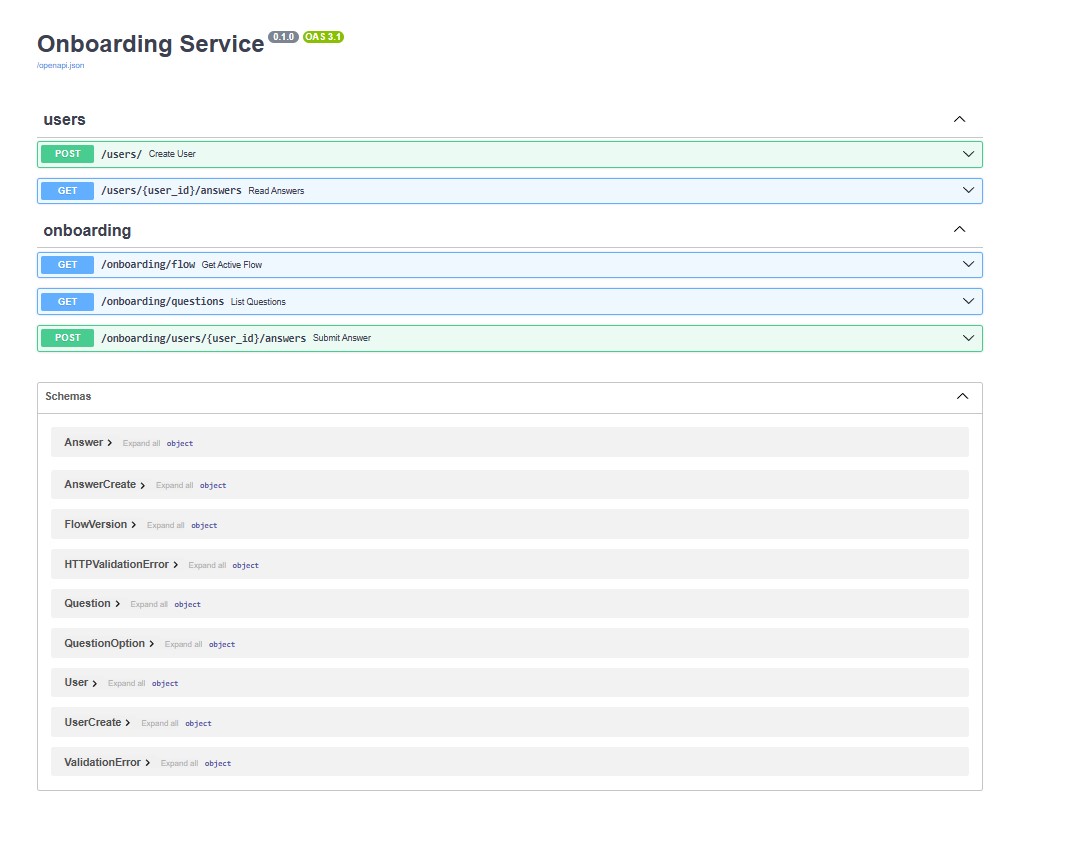 Onboarding Service 0.1.0 OAS 3.1
/openapi.json
users
POST /users/ Create User
GET /users/{user_id}/answers Read Answers
onboarding
GET /onboarding/flow Get Active Flow
GET /onboarding/questions List Questions
POST /onboarding/users/{user_id}/answers Submit Answer
Schemas
Answer Expand all object
AnswerCreate Expand all object
FlowVersion Expand all object
HTTPValidationError Expand all object
Question Expand all object
QuestionOption Expand all object
User Expand all object
UserCreate Expand all object
ValidationError Expand all object